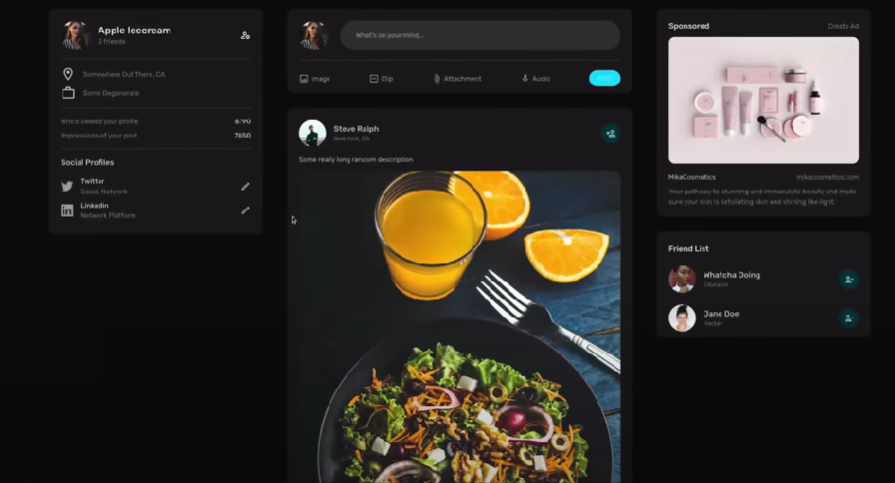 Apple Icecream
2 friends
Somewhere Out There, CA
Some Degenerate
Who's viewed your profile
Impressions of your post 7650
Social Profiles
Twitter
Social Network
Linkedin
Network Platform
What's on your mind...
Image
Clip
Attachment
Audio
POST
Steve Ralph
New York, CA
Some really long random description
Sponsored
Create Ad
MikaCosmetics
mikacosmetics.com
Your pathway to stunning and immaculate beauty and made
sure your skin is exfoliating skin and shining like light.
Friend List
Whatcha Doing
Educator
Jane Doe
Hacker